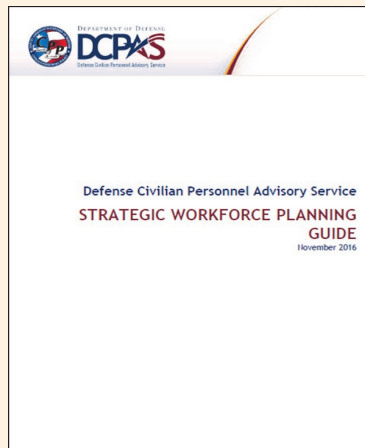 DEPARTMENT OF DEFENSE
DCPAS
Defense Civilian Personnel Advisory Service
Defense Civilian Personnel Advisory Service
STRATEGIC WORKFORCE PLANNING
GUIDE
November 2016